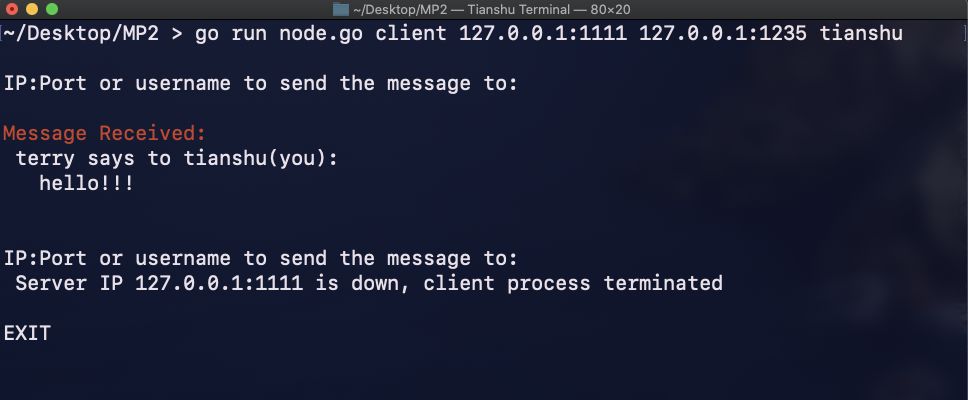 ~/Desktop/MP2 — Tianshu Terminal — 80×20
~/Desktop/MP2 > go run node.go client 127.0.0.1:1111 127.0.0.1:1235 tianshu
IP:Port or username to send the message to:
Message Received:
terry says to tianshu(you):
hello!!!
IP:Port or username to send the message to:
Server IP 127.0.0.1:1111 is down, client process terminated
EXIT